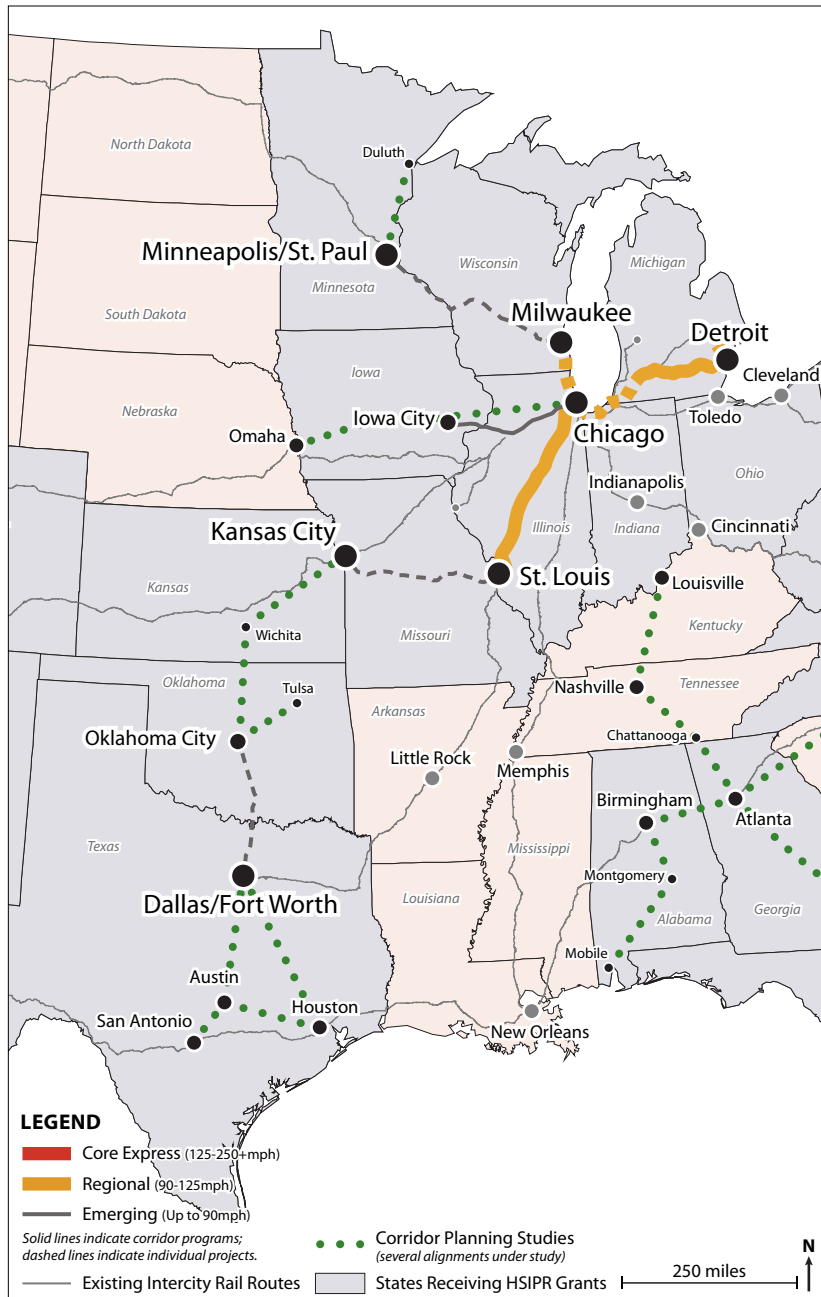 Duluth
North Dakota
Minneapolis/St. Paul
Wisconsin
Michigan
Minnesota
South Dakota
Milwaukee
Detroit
Cleveland
Iowa
Nebraska
Iowa City
Toledo
Omaha
Chicago
Ohio
Indianapolis
Kansas City
Illinois
Indiana
Cincinnati
St. Louis
Louisville
Kansas
Kentucky
Wichita
Missouri
Oklahoma
Tulsa
Nashville
Tennessee
Arkansas
Chattanooga
Oklahoma City
Little Rock
Memphis
Birmingham
Atlanta
Texas
Mississippi
Montgomery
Dallas/Fort Worth
Louisiana
Alabama
Georgia
Mobile
Austin
Houston
San Antonio
New Orleans
LEGEND
Core Express (125-250+mph)
Regional (90-125mph)
Emerging (Up to 90mph)
Solid lines indicate corridor programs;
dashed lines indicate individual projects.
Existing Intercity Rail Routes
Corridor Planning Studies
(several alignments under study)
States Receiving HSIPR Grants
250 miles
N